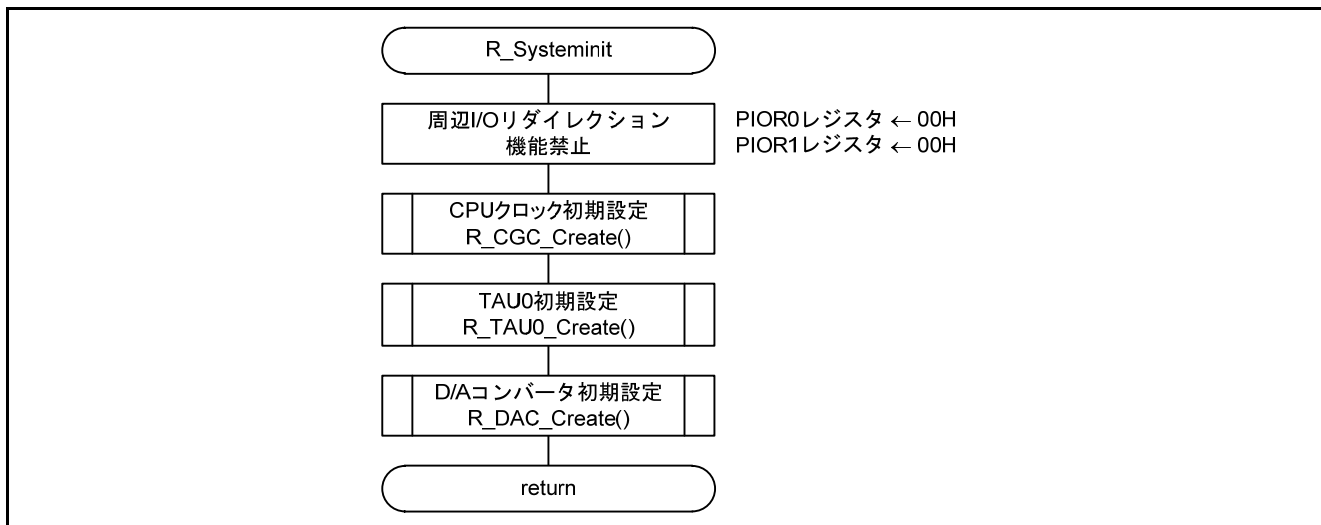 R_Systeminit
周辺I/Oリダイレクション
機能禁止
PIOR0レジスタ ← 00H
PIOR1レジスタ ← 00H
CPUクロック初期設定
R_CGC_Create()
TAU0初期設定
R_TAU0_Create()
D/Aコンバータ初期設定
R_DAC_Create()
return